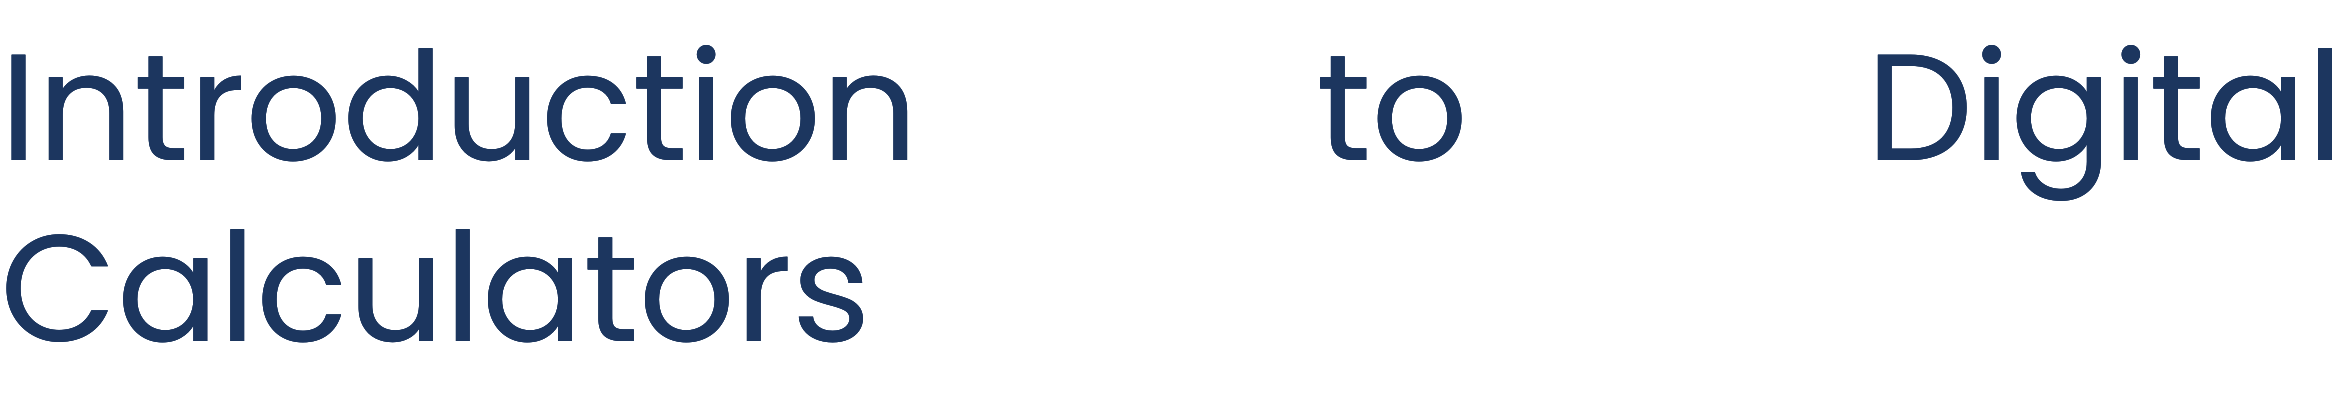 Introduction to Digital
Calculators